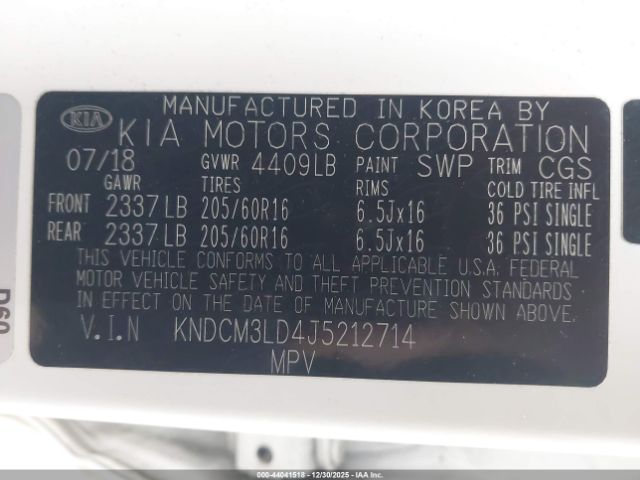 MANUFACTURED IN KOREA BY
KIA KIA MOTORS CORPORATION
07/18 GVWR 4409LB PAINT SWP TRIM CGS
GAWR TIRES RIMS COLD TIRE INFL
FRONT 2337LB 205/60R16 6.5Jx16 36 PSI SINGLE
REAR 2337LB 205/60R16 6.5Jx16 36 PSI SINGLE
THIS VEHICLE CONFORMS TO ALL APPLICABLE U.S.A. FEDERAL
MOTOR VEHICLE SAFETY AND THEFT PREVENTION STANDARDS
IN EFFECT ON THE DATE OF MANUFACTURE SHOWN ABOVE.
V.I.N KNDCM3LD4J5212714
MPV
D60
000-44041518 - 12/30/2025 - IAA Inc.